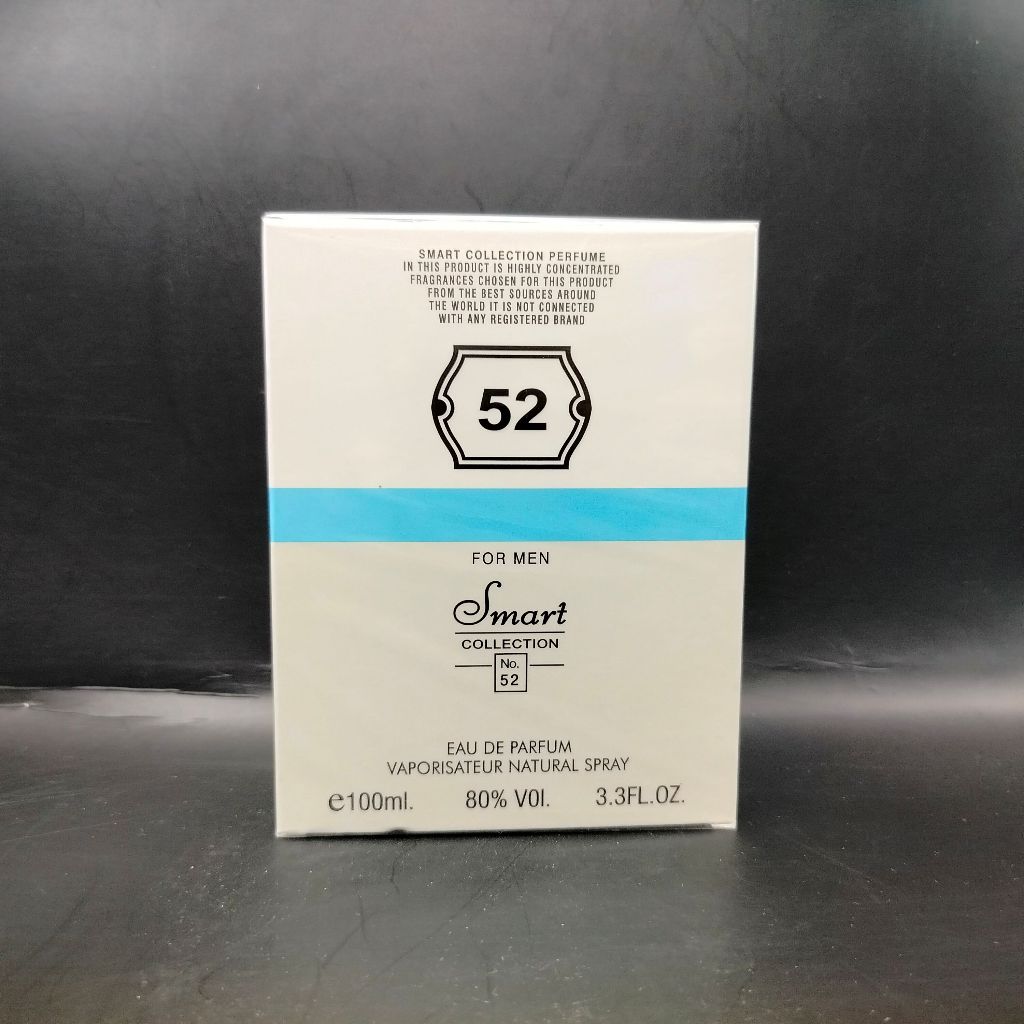 SMART COLLECTION PERFUME
IN THIS PRODUCT IS HIGHLY CONCENTRATED
FRAGRANCES CHOSEN FOR THIS PRODUCT
FROM THE BEST SOURCES AROUND
THE WORLD IT IS NOT CONNECTED
WITH ANY REGISTERED BRAND
52
FOR MEN
Smart
COLLECTION
No.
52
EAU DE PARFUM
VAPORISATEUR NATURAL SPRAY
℮100ml. 80% VOl. 3.3FL.OZ.